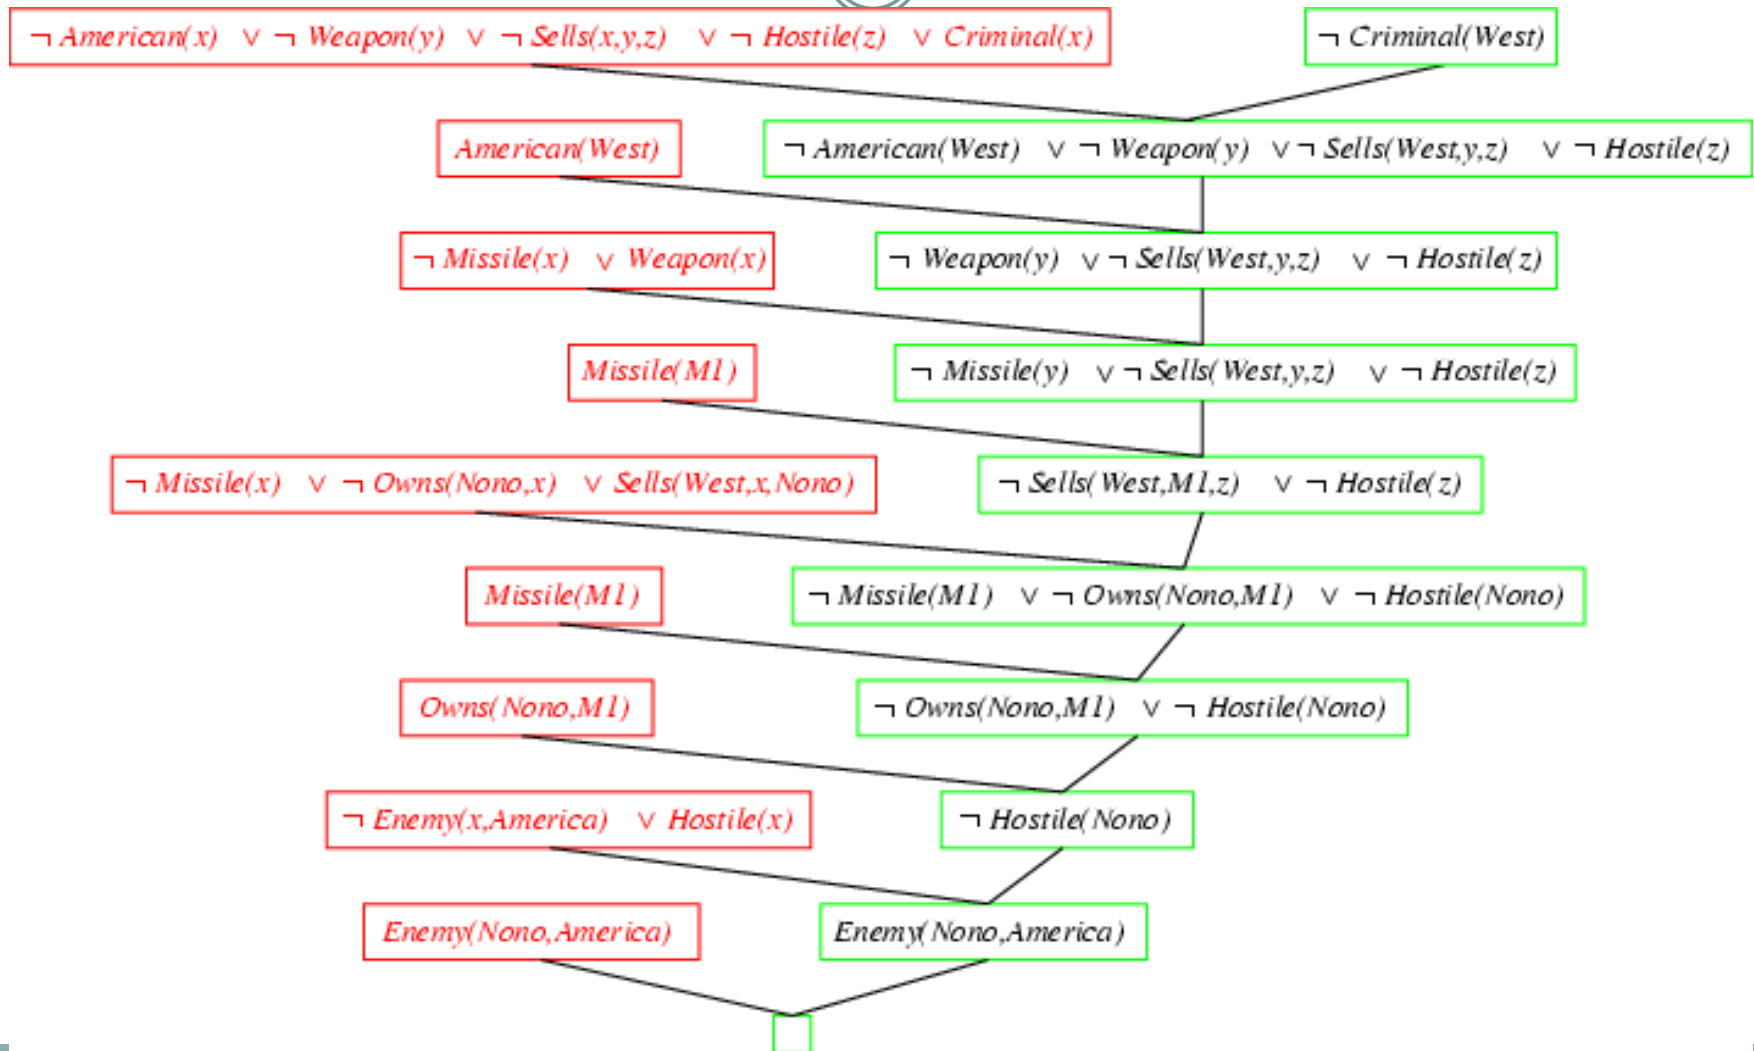 ¬ American(x) ∨ ¬ Weapon(y) ∨ ¬ Sells(x,y,z) ∨ ¬ Hostile(z) ∨ Criminal(x)
¬ Criminal(West)
American(West)
¬ American(West) ∨ ¬ Weapon(y) ∨ ¬ Sells(West,y,z) ∨ ¬ Hostile(z)
¬ Missile(x) ∨ Weapon(x)
¬ Weapon(y) ∨ ¬ Sells(West,y,z) ∨ ¬ Hostile(z)
Missile(M1)
¬ Missile(y) ∨ ¬ Sells(West,y,z) ∨ ¬ Hostile(z)
¬ Missile(x) ∨ ¬ Owns(Nono,x) ∨ Sells(West,x,Nono)
¬ Sells(West,M1,z) ∨ ¬ Hostile(z)
Missile(M1)
¬ Missile(M1) ∨ ¬ Owns(Nono,M1) ∨ ¬ Hostile(Nono)
Owns(Nono,M1)
¬ Owns(Nono,M1) ∨ ¬ Hostile(Nono)
¬ Enemy(x,America) ∨ Hostile(x)
¬ Hostile(Nono)
Enemy(Nono,America)
Enemy(Nono,America)